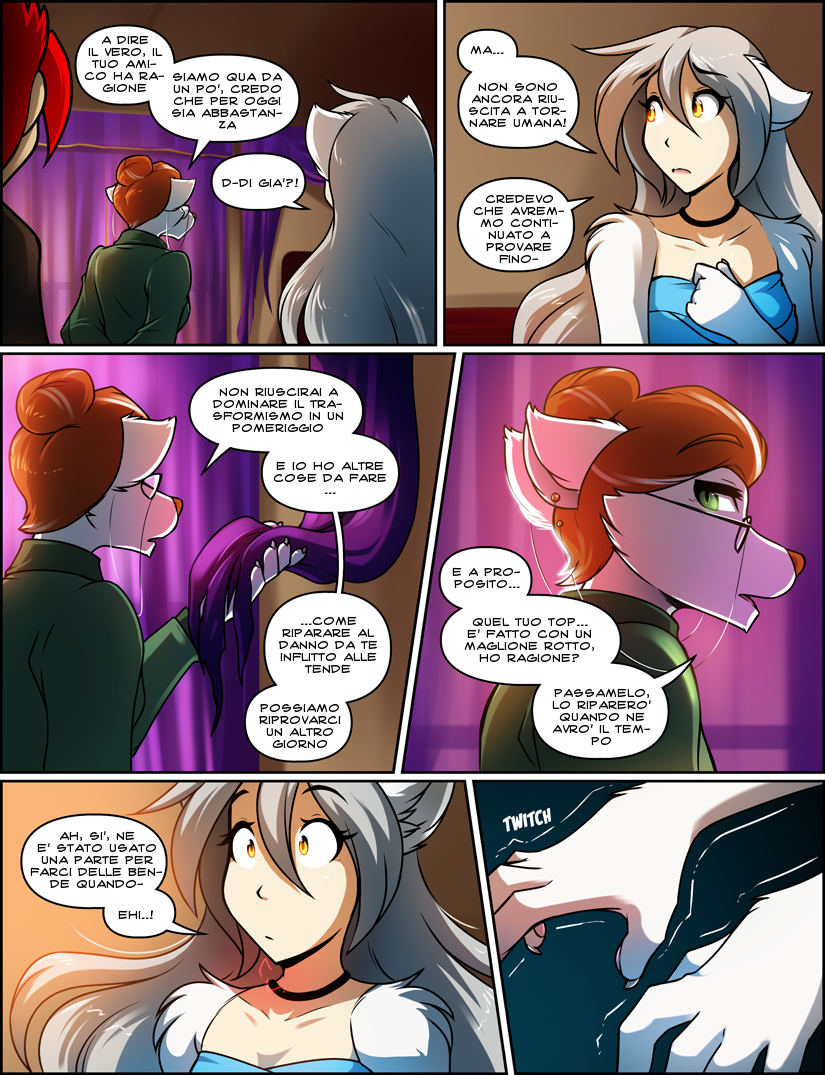 A DIRE
IL VERO, IL
TUO AMI-
CO HA RA-
GIONE
SIAMO QUA DA
UN PO', CREDO
CHE PER OGGI
SIA ABBASTAN-
ZA
D-DI GIA'?!
MA...
NON SONO
ANCORA RIU-
SCITA A TOR-
NARE UMANA!
CREDEVO
CHE AVREM-
MO CONTI-
NUATO A
PROVARE
FINO-
NON RIUSCIRAI A
DOMINARE IL TRA-
SFORMISMO IN UN
POMERIGGIO
E IO HO ALTRE
COSE DA FARE
...
...COME
RIPARARE AL
DANNO DA TE
INFLITTO ALLE
TENDE
POSSIAMO
RIPROVARCI
UN ALTRO
GIORNO
E A PRO-
POSITO...
QUEL TUO TOP...
E' FATTO CON UN
MAGLIONE ROTTO,
HO RAGIONE?
PASSAMELO,
LO RIPARERO'
QUANDO NE
AVRO' IL TEM-
PO
AH, SI', NE
E' STATO USATO
UNA PARTE PER
FARCI DELLE BEN-
DE QUANDO-
EHI..!
TWITCH